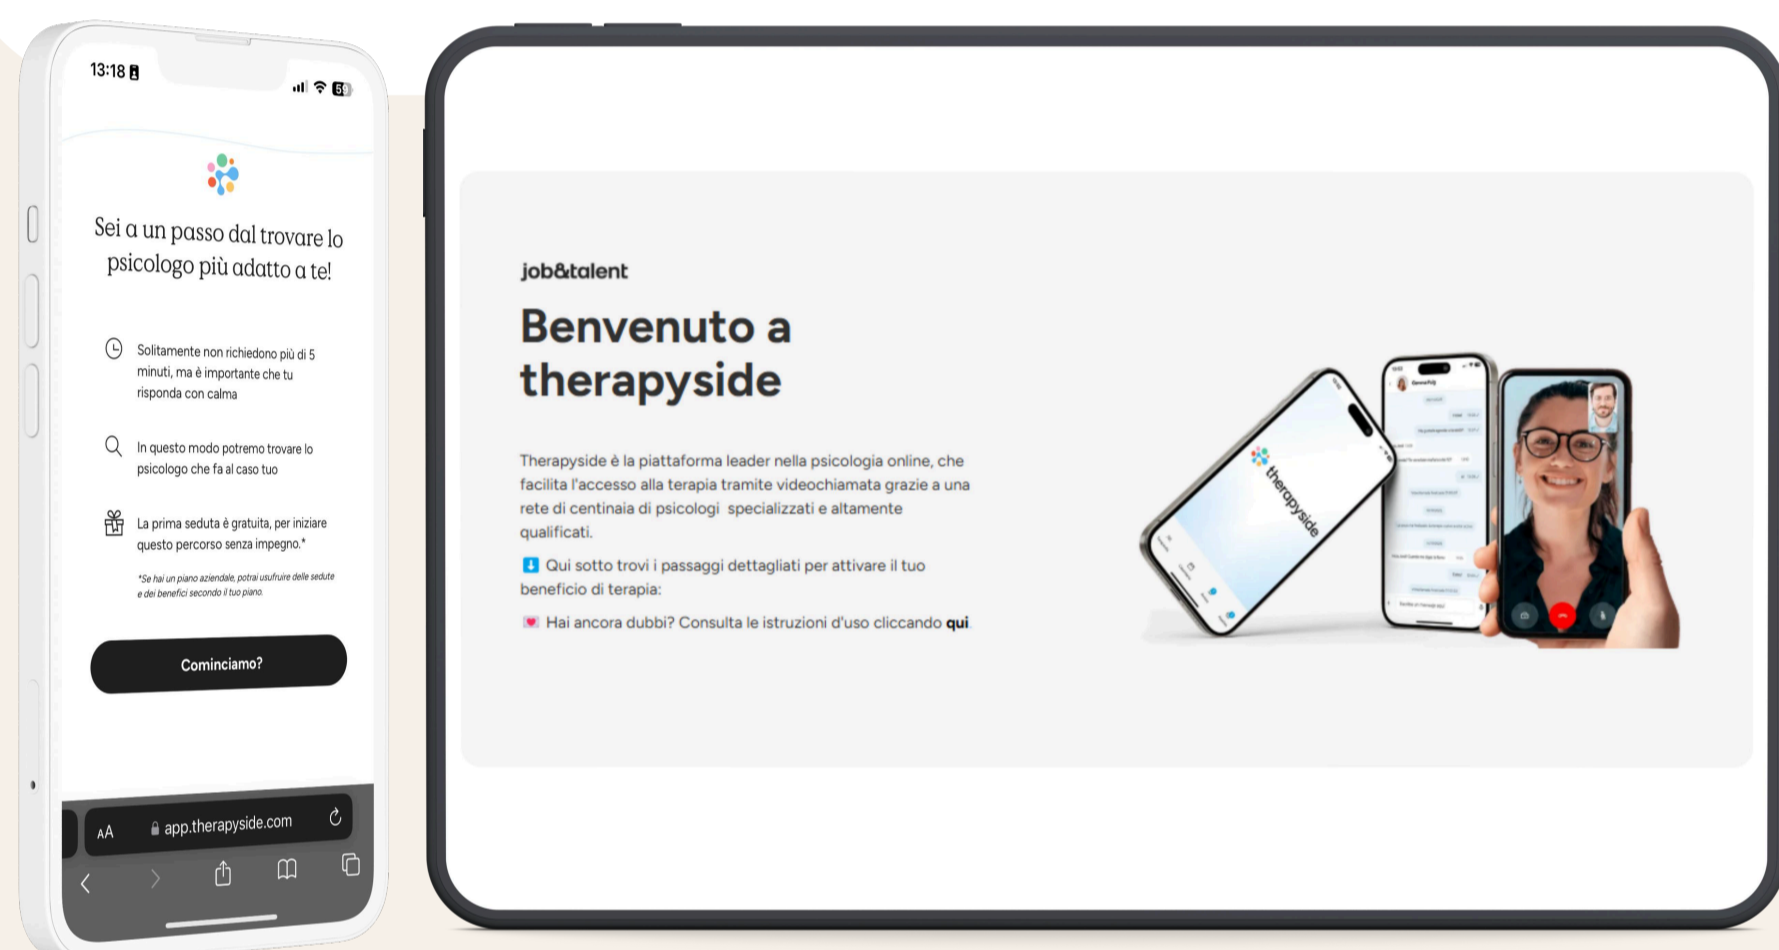 13:18
59
Sei a un passo dal trovare lo
psicologo più adatto a te!
Solitamente non richiedono più di 5
minuti, ma è importante che tu
risponda con calma
In questo modo potremo trovare lo
psicologo che fa al caso tuo
La prima seduta è gratuita, per iniziare
questo percorso senza impegno.*
*Se hai un piano aziendale, potrai usufruire delle sedute
e dei benefici secondo il tuo piano.
Cominciamo?
AA app.therapyside.com
job&talent
Benvenuto a
therapyside
Therapyside è la piattaforma leader nella psicologia online, che
facilita l'accesso alla terapia tramite videochiamata grazie a una
rete di centinaia di psicologi specializzati e altamente
qualificati.
Qui sotto trovi i passaggi dettagliati per attivare il tuo
beneficio di terapia:
Hai ancora dubbi? Consulta le istruzioni d'uso cliccando qui
therapyside